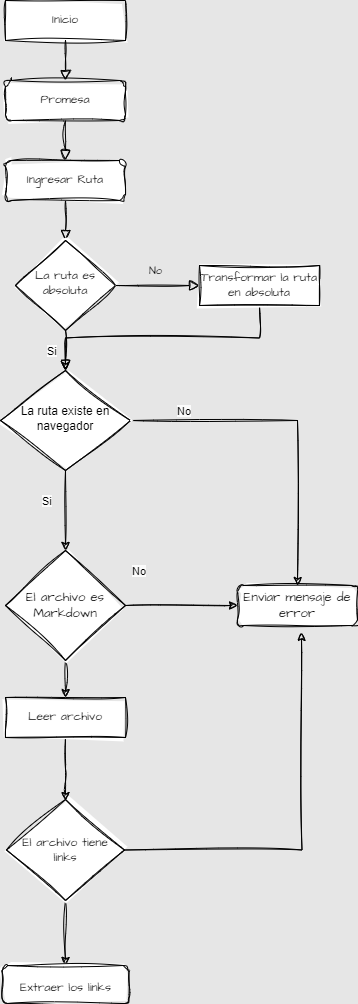 Inicio
Promesa
Ingresar Ruta
La ruta es
absoluta
No
Transformar la ruta
en absoluta
Si
La ruta existe en
navegador
No
Si
No
El archivo es
Markdown
Enviar mensaje de
error
Leer archivo
El archivo tiene
links
Extraer los links